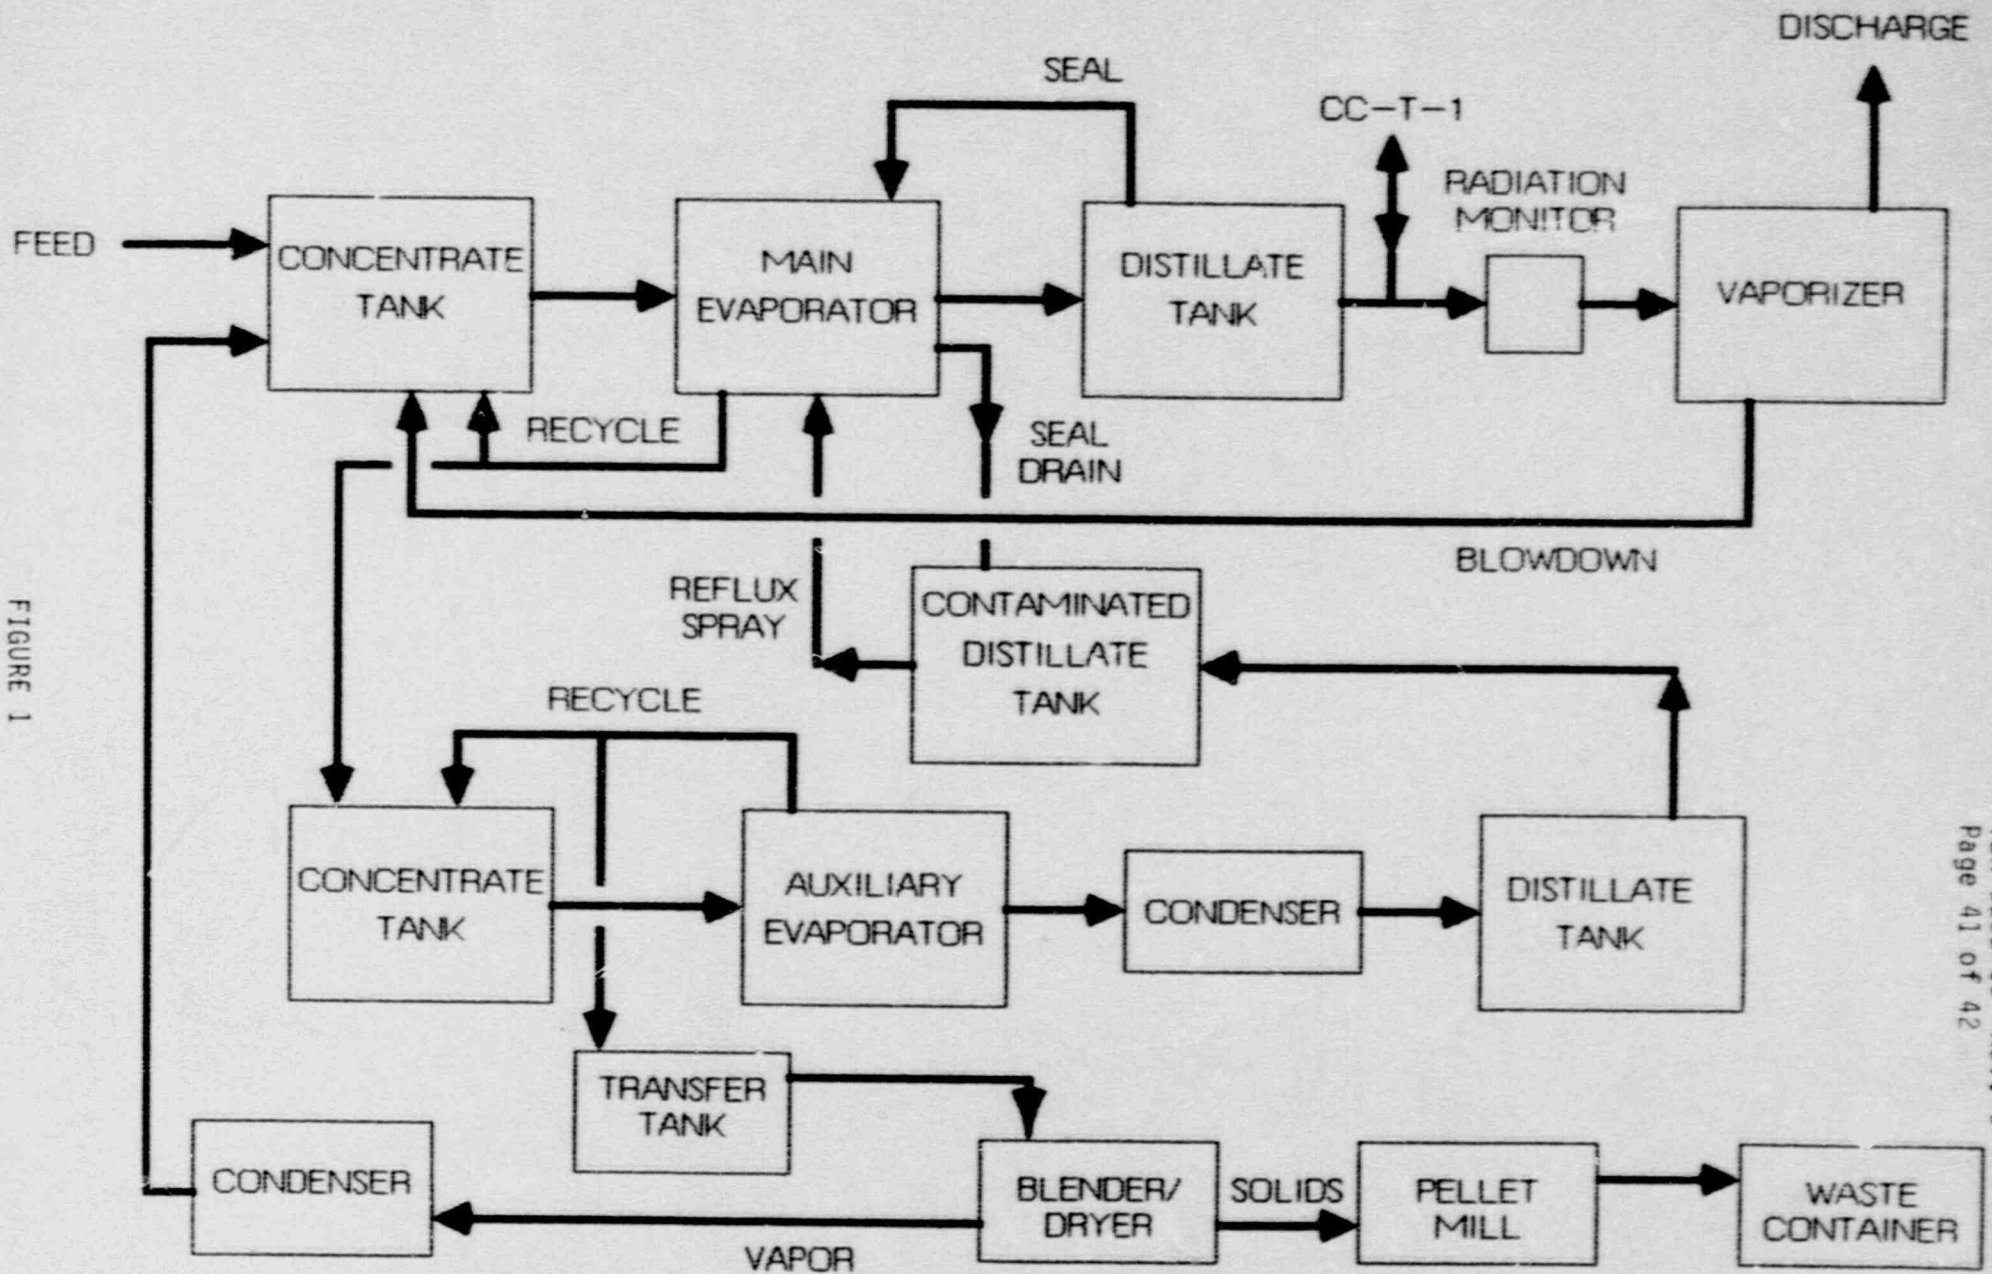 DISCHARGE
SEAL
CC-T-1
RADIATION
MONITOR
FEED
CONCENTRATE
TANK
MAIN
EVAPORATOR
DISTILLATE
TANK
VAPORIZER
RECYCLE
SEAL
DRAIN
BLOWDOWN
REFLUX
SPRAY
CONTAMINATED
DISTILLATE
TANK
RECYCLE
CONCENTRATE
TANK
AUXILIARY
EVAPORATOR
CONDENSER
DISTILLATE
TANK
TRANSFER
TANK
CONDENSER
VAPOR
BLENDER/
DRYER
SOLIDS
PELLET
MILL
WASTE
CONTAINER
FIGURE 1
Page 41 of 42